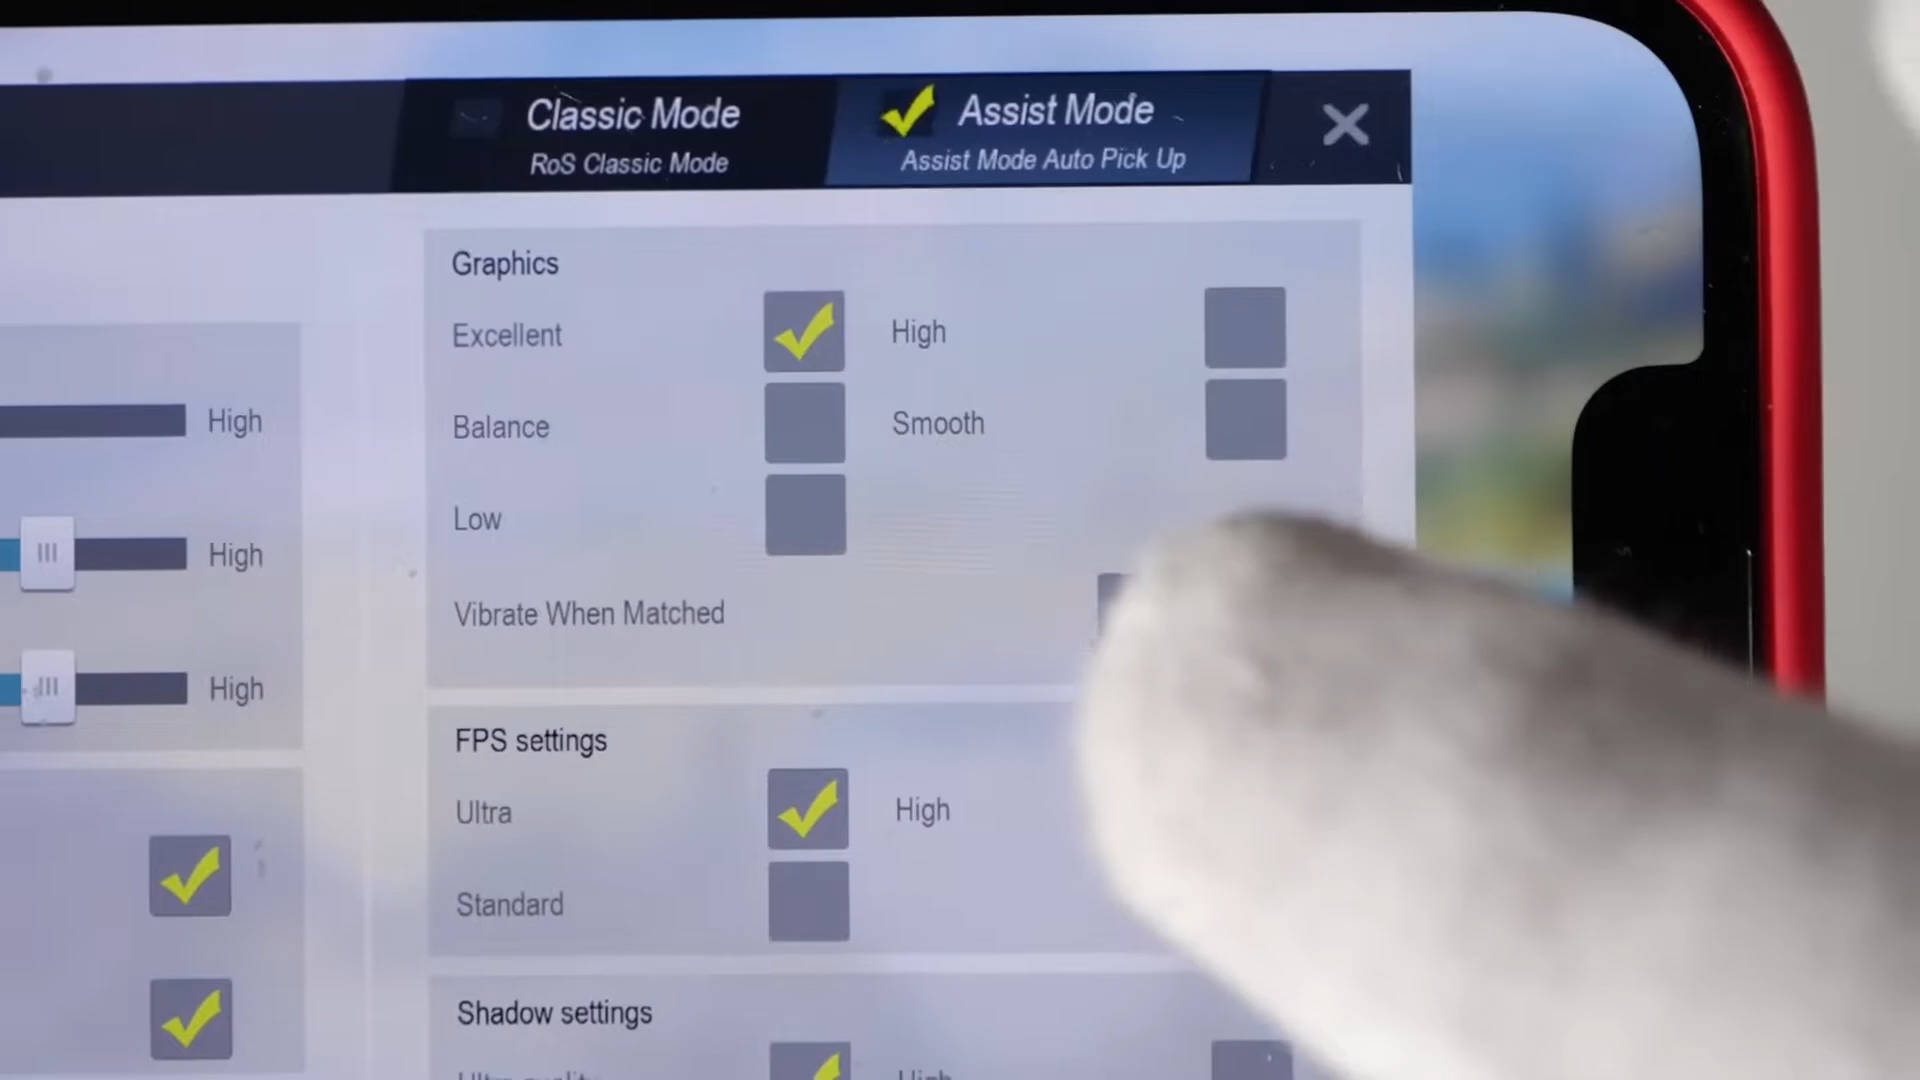 Classic Mode
RoS Classic Mode
Assist Mode
Assist Mode Auto Pick Up
Graphics
Excellent
High
Balance
Smooth
Low
Vibrate When Matched
High
High
High
FPS settings
Ultra
High
Standard
Shadow settings
High